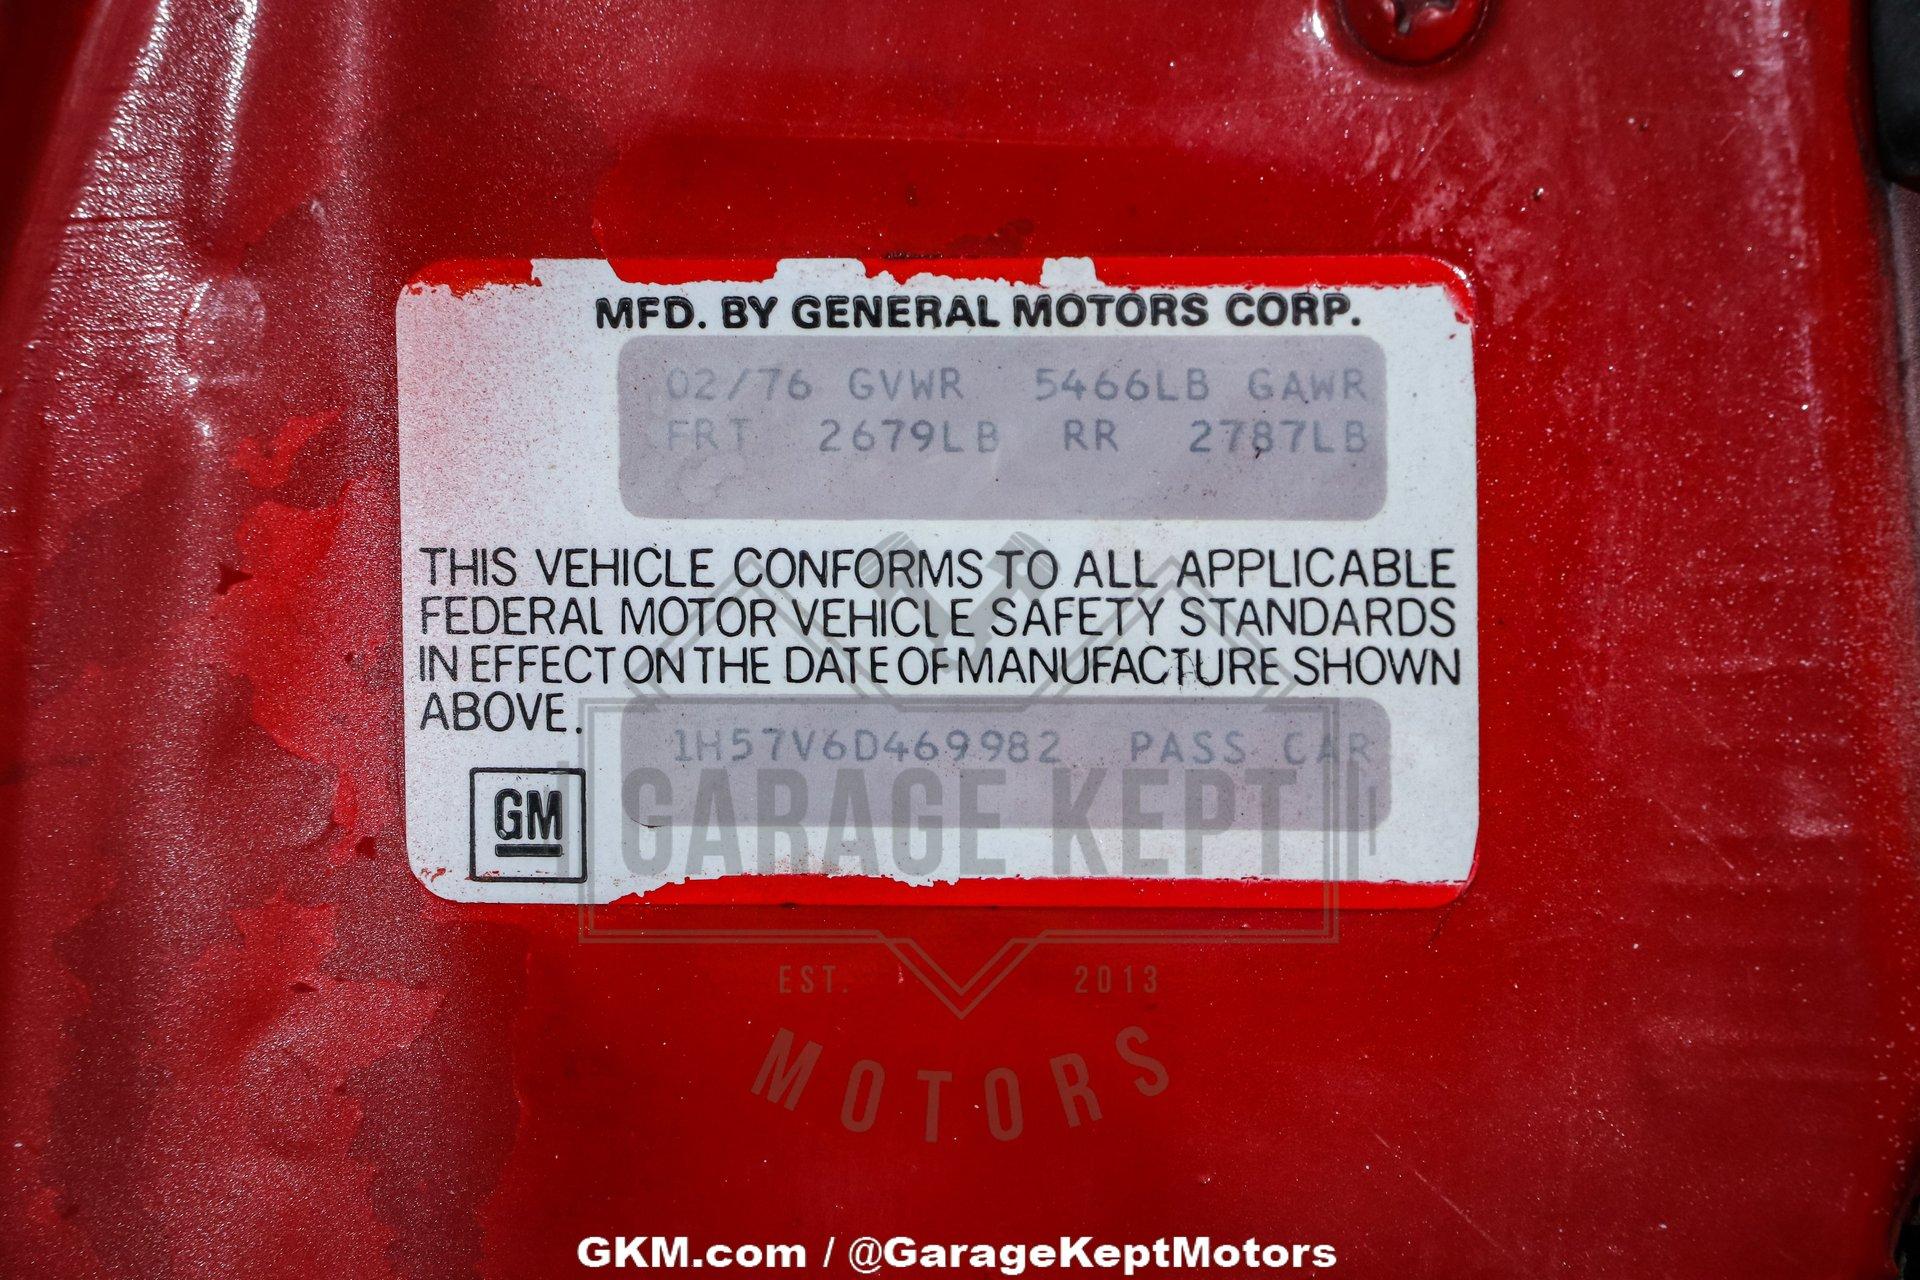 MFD. BY GENERAL MOTORS CORP.
02/76 GVWR 5466LB GAWR
FRT 2679LB RR 2787LB
THIS VEHICLE CONFORMS TO ALL APPLICABLE
FEDERAL MOTOR VEHICLE SAFETY STANDARDS
IN EFFECT ON THE DATE OF MANUFACTURE SHOWN
ABOVE.
1H57V6D469982 PASS CAR
GM
GARAGE KEPT
EST. 2013
MOTORS
GKM.com / @GarageKeptMotors